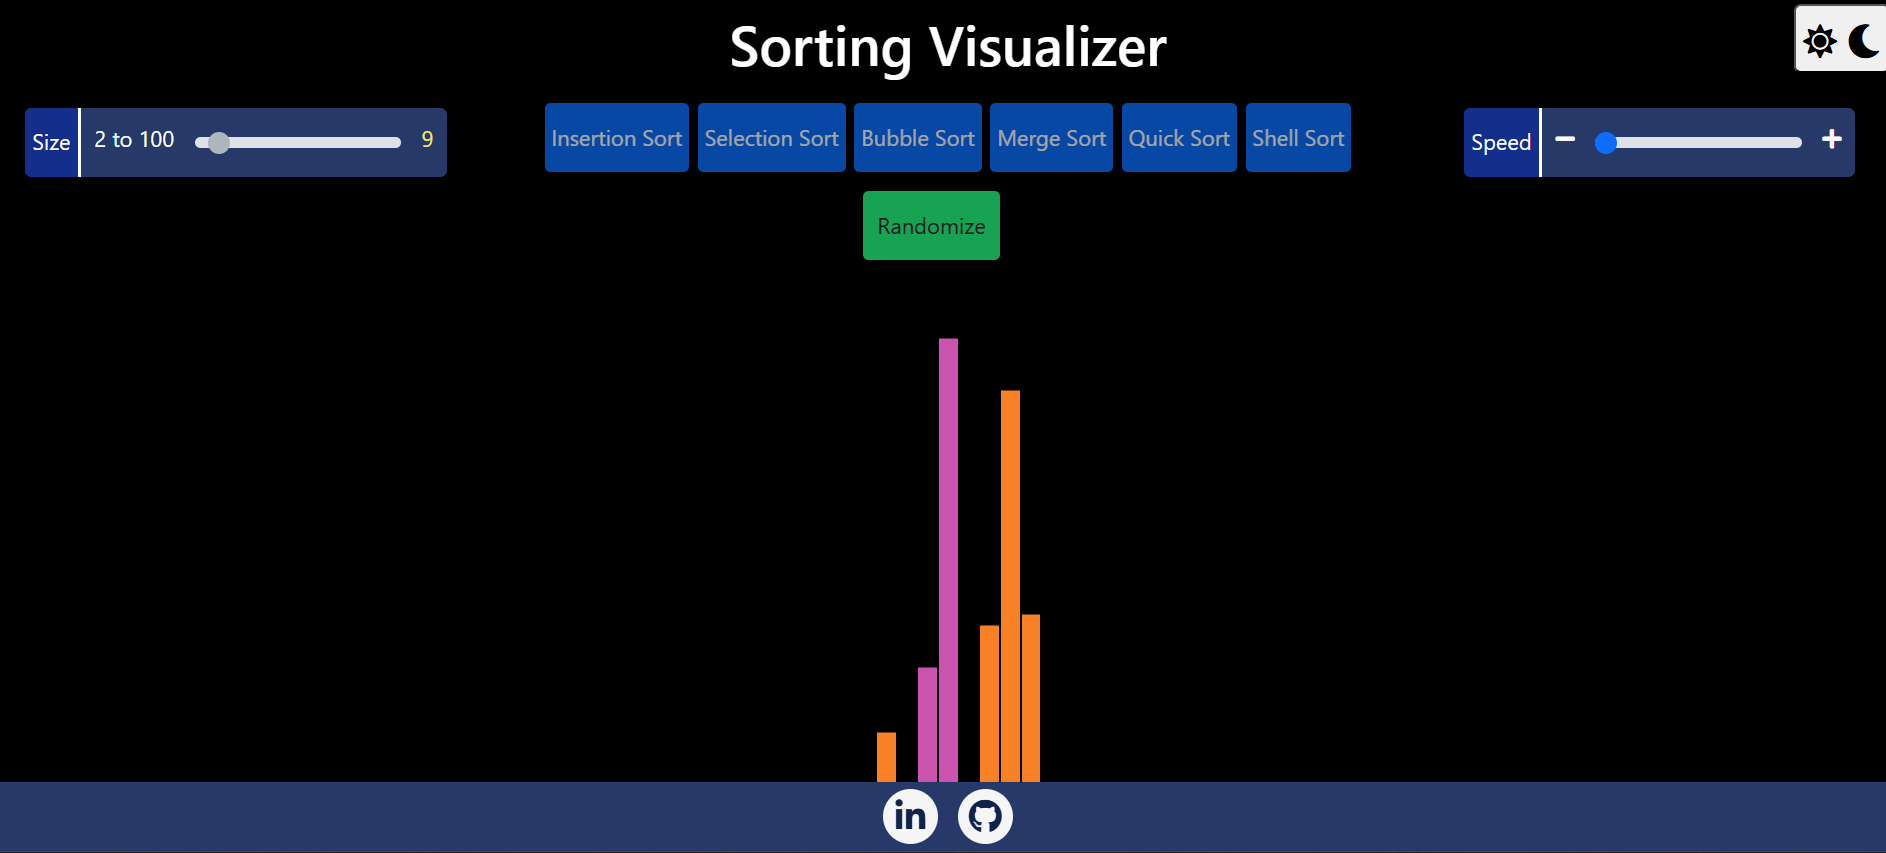 Sorting Visualizer
Size 2 to 100 9
Insertion Sort Selection Sort Bubble Sort Merge Sort Quick Sort Shell Sort
Speed
Randomize
in